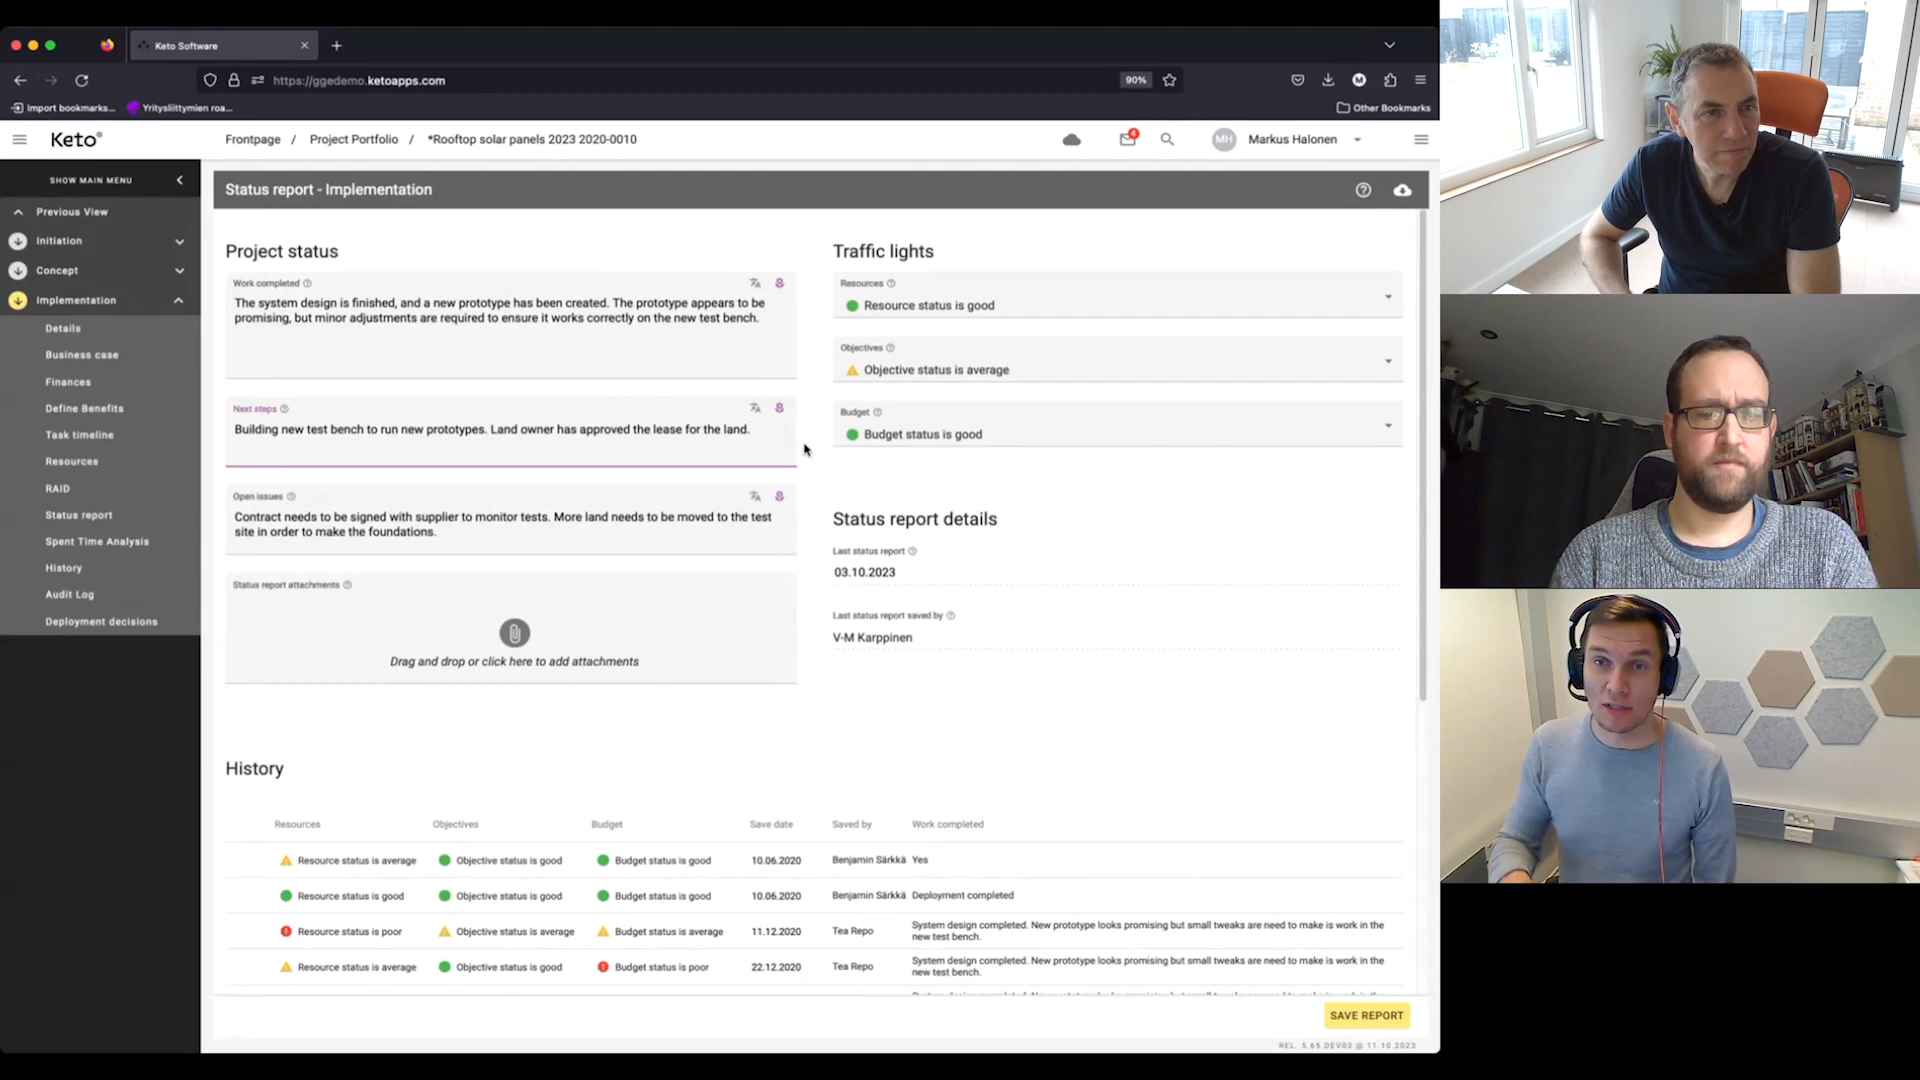 Keto Software
https://ggedemo.ketoapps.com
90%
Import bookmarks...
Yritysliittymien roa...
Other Bookmarks
Keto®
Frontpage / Project Portfolio / *Rooftop solar panels 2023 2020-0010
4
MH
Markus Halonen
SHOW MAIN MENU
Previous View
Initiation
Concept
Implementation
Details
Business case
Finances
Define Benefits
Task timeline
Resources
RAID
Status report
Spent Time Analysis
History
Audit Log
Deployment decisions
Status report - Implementation
Project status
Work completed
The system design is finished, and a new prototype has been created. The prototype appears to be
promising, but minor adjustments are required to ensure it works correctly on the new test bench.
Next steps
Building new test bench to run new prototypes. Land owner has approved the lease for the land.
Open issues
Contract needs to be signed with supplier to monitor tests. More land needs to be moved to the test
site in order to make the foundations.
Status report attachments
Drag and drop or click here to add attachments
Traffic lights
Resources
Resource status is good
Objectives
Objective status is average
Budget
Budget status is good
Status report details
Last status report
03.10.2023
Last status report saved by
V-M Karppinen
History
Resources Objectives Budget Save date Saved by Work completed
Resource status is average Objective status is good Budget status is good 10.06.2020 Benjamin Särkkä Yes
Resource status is good Objective status is good Budget status is good 10.06.2020 Benjamin Särkkä Deployment completed
Resource status is poor Objective status is average Budget status is average 11.12.2020 Tea Repo System design completed. New prototype looks promising but small tweaks are need to make is work in the
new test bench.
Resource status is average Objective status is good Budget status is poor 22.12.2020 Tea Repo System design completed. New prototype looks promising but small tweaks are need to make is work in the
new test bench.
SAVE REPORT
REL. 5.65.DEV03 @ 11.10.2023